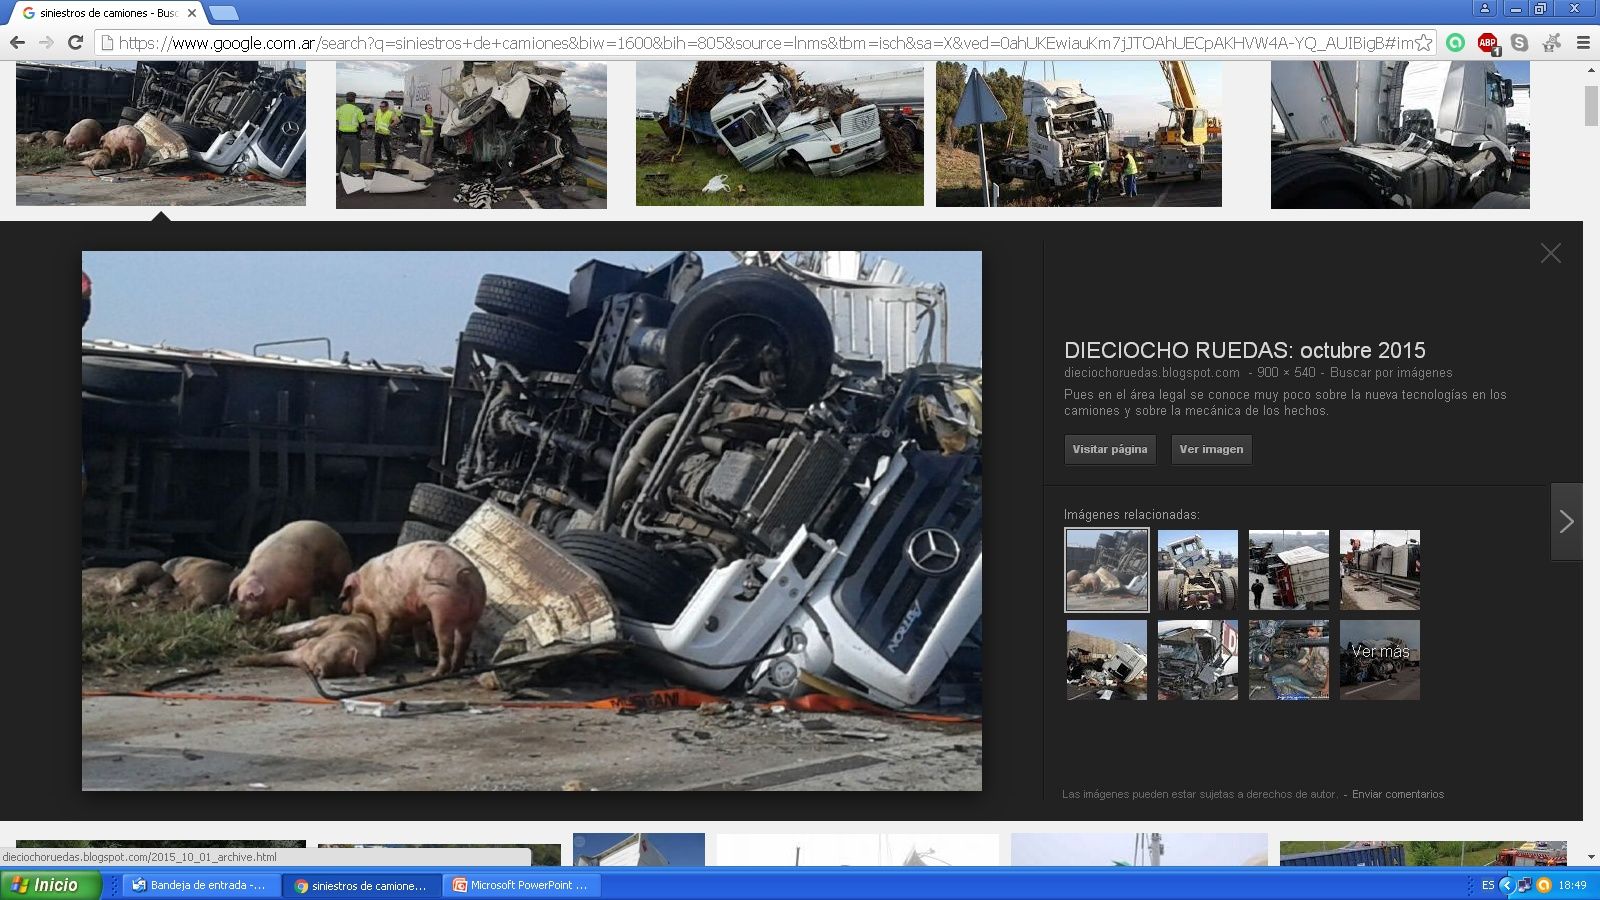 siniestros de camiones - Busc
https://www.google.com.ar/search?q=siniestros+de+camiones&biw=1600&bih=805&source=lnms&tbm=isch&sa=X&ved=0ahUKEwiauKm7jJTOAhUECpAKHVW4A-YQ_AUIBigB#im
ABP
1
ATRON
DIECIOCHO RUEDAS: octubre 2015
dieciochoruedas.blogspot.com - 900 × 540 - Buscar por imágenes
Pues en el área legal se conoce muy poco sobre la nueva tecnologías en los
camiones y sobre la mecánica de los hechos.
Visitar página
Ver imagen
Imágenes relacionadas:
Ver más
Las imágenes pueden estar sujetas a derechos de autor. - Enviar comentarios
dieciochoruedas.blogspot.com/2015_10_01_archive.html
Inicio
Bandeja de entrada -...
siniestros de camione...
Microsoft PowerPoint ...
ES
18:49